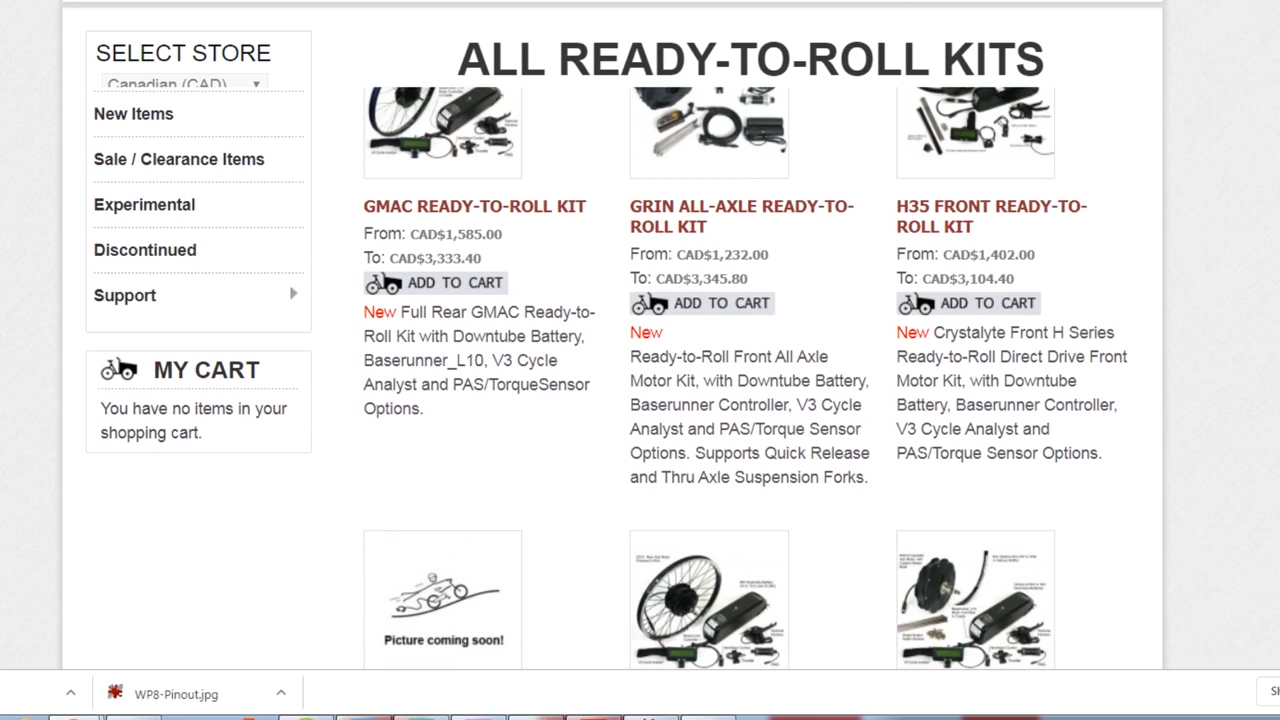 SELECT STORE
Canadian (CAD)
New Items
Sale / Clearance Items
Experimental
Discontinued
Support
MY CART
You have no items in your
shopping cart.
ALL READY-TO-ROLL KITS
GMAC READY-TO-ROLL KIT
From: CAD$1,585.00
To: CAD$3,333.40
ADD TO CART
New Full Rear GMAC Ready-to-
Roll Kit with Downtube Battery,
Baserunner_L10, V3 Cycle
Analyst and PAS/TorqueSensor
Options.
GRIN ALL-AXLE READY-TO-
ROLL KIT
From: CAD$1,232.00
To: CAD$3,345.80
ADD TO CART
New
Ready-to-Roll Front All Axle
Motor Kit, with Downtube Battery,
Baserunner Controller, V3 Cycle
Analyst and PAS/Torque Sensor
Options. Supports Quick Release
and Thru Axle Suspension Forks.
H35 FRONT READY-TO-
ROLL KIT
From: CAD$1,402.00
To: CAD$3,104.40
ADD TO CART
New Crystalyte Front H Series
Ready-to-Roll Direct Drive Front
Motor Kit, with Downtube
Battery, Baserunner Controller,
V3 Cycle Analyst and
PAS/Torque Sensor Options.
Picture coming soon!
WP8-Pinout.jpg